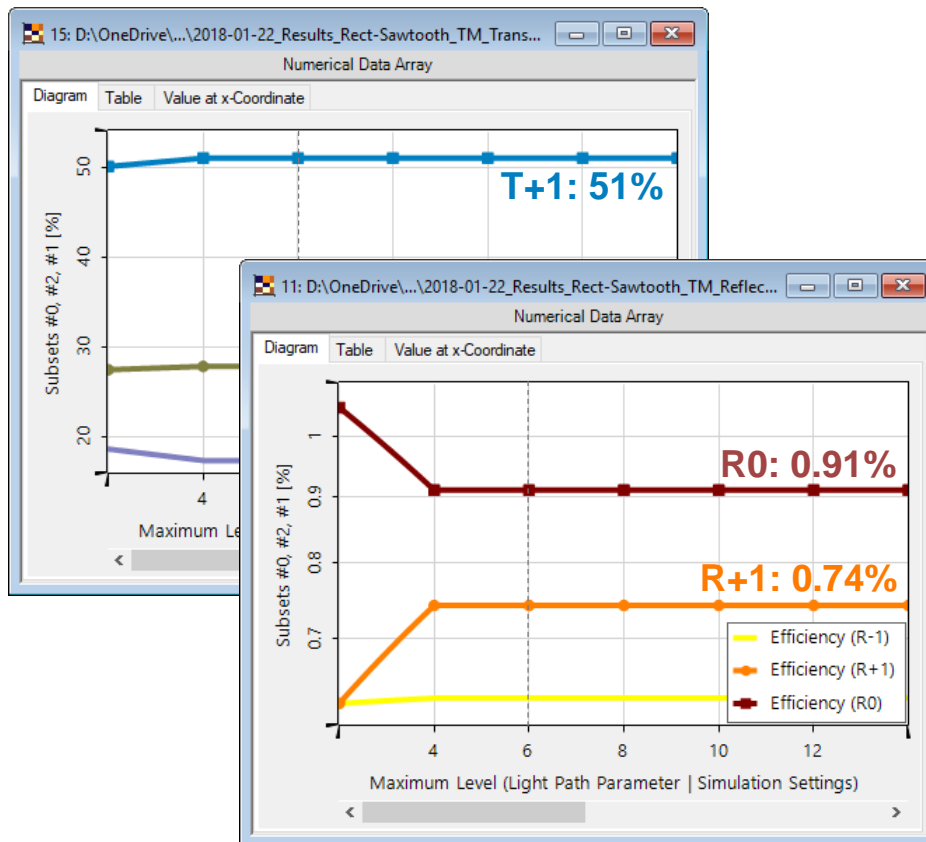 15: D:\OneDrive\...\2018-01-22_Results_Rect-Sawtooth_TM_Trans...
Numerical Data Array
Diagram Table Value at x-Coordinate
Subsets #0, #2, #1 [%]
50
40
30
20
T+1: 51%
4
Maximum Le
11: D:\OneDrive\...\2018-01-22_Results_Rect-Sawtooth_TM_Reflec...
Numerical Data Array
Diagram Table Value at x-Coordinate
Subsets #0, #2, #1 [%]
1
0.9
0.8
0.7
R0: 0.91%
R+1: 0.74%
Efficiency (R-1)
Efficiency (R+1)
Efficiency (R0)
4 6 8 10 12
Maximum Level (Light Path Parameter | Simulation Settings)